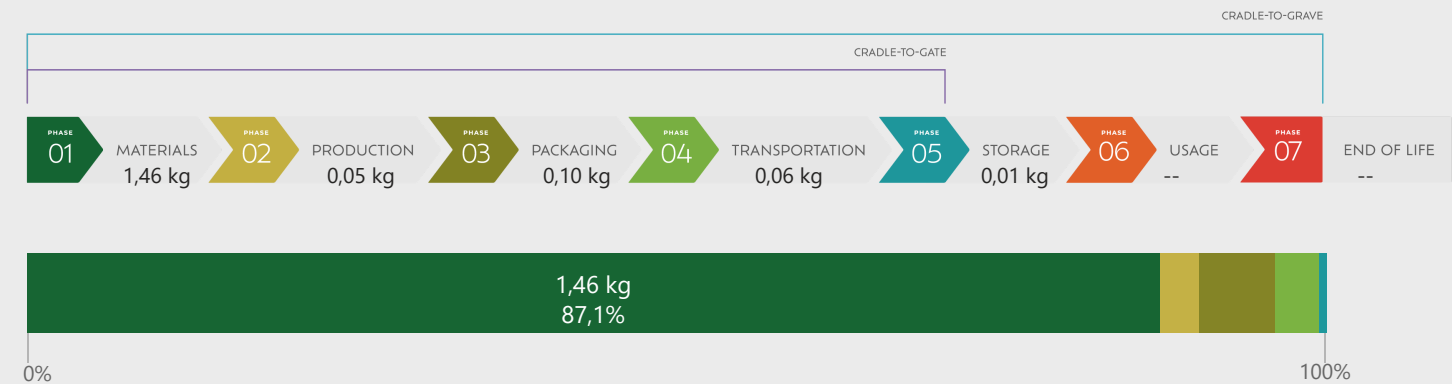 CRADLE-TO-GRAVE
CRADLE-TO-GATE
PHASE
01
MATERIALS
1,46 kg
PHASE
02
PRODUCTION
0,05 kg
PHASE
03
PACKAGING
0,10 kg
PHASE
04
TRANSPORTATION
0,06 kg
PHASE
05
STORAGE
0,01 kg
PHASE
06
USAGE
--
PHASE
07
END OF LIFE
--
1,46 kg
87,1%
0%
100%